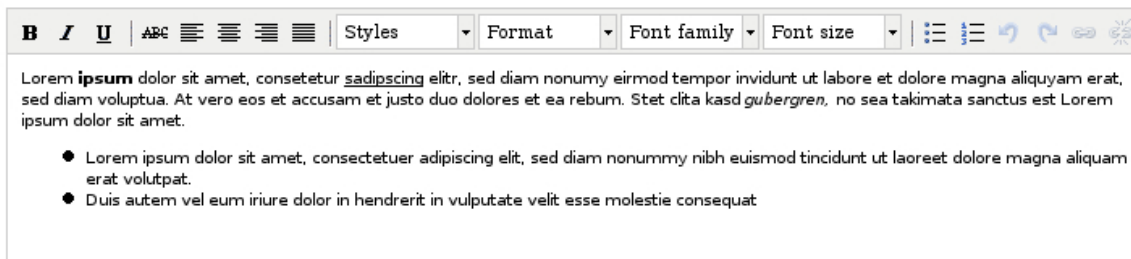 B I U ABC Styles Format Font family Font size
Lorem ipsum dolor sit amet, consetetur sadipscing elitr, sed diam nonumy eirmod tempor invidunt ut labore et dolore magna aliquyam erat,
sed diam voluptua. At vero eos et accusam et justo duo dolores et ea rebum. Stet clita kasd gubergren, no sea takimata sanctus est Lorem
ipsum dolor sit amet.
● Lorem ipsum dolor sit amet, consectetuer adipiscing elit, sed diam nonummy nibh euismod tincidunt ut laoreet dolore magna aliquam
erat volutpat.
● Duis autem vel eum iriure dolor in hendrerit in vulputate velit esse molestie consequat